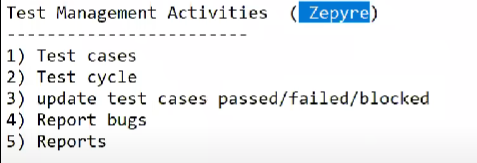 Test Management Activities  ( Zepyre)
------------------------
1) Test cases
2) Test cycle
3) update test cases passed/failed/blocked
4) Report bugs
5) Reports